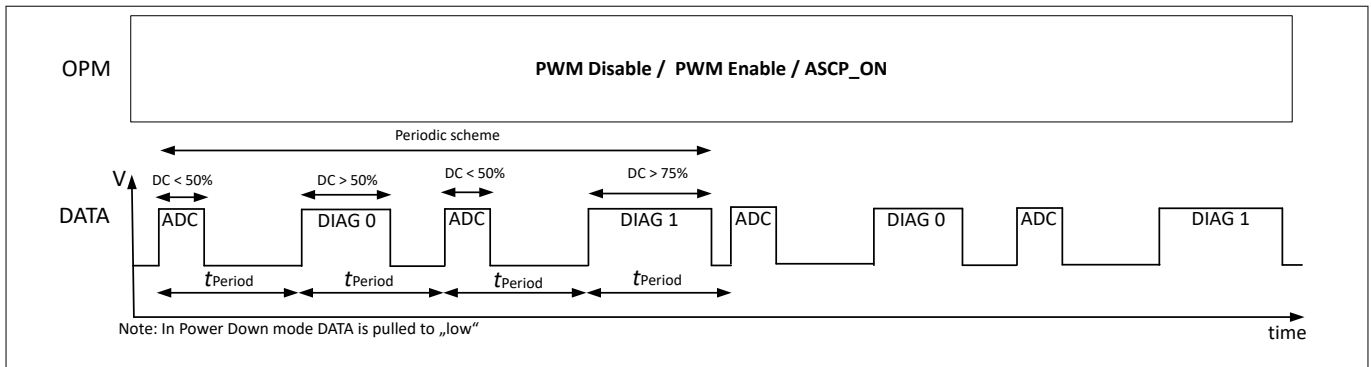 OPM
PWM Disable / PWM Enable / ASCP_ON
Periodic scheme
V
DC < 50%
DC > 50%
DC < 50%
DC > 75%
DATA
ADC
DIAG 0
ADC
DIAG 1
ADC
DIAG 0
ADC
DIAG 1
tPeriod
tPeriod
tPeriod
tPeriod
Note: In Power Down mode DATA is pulled to „low“
time